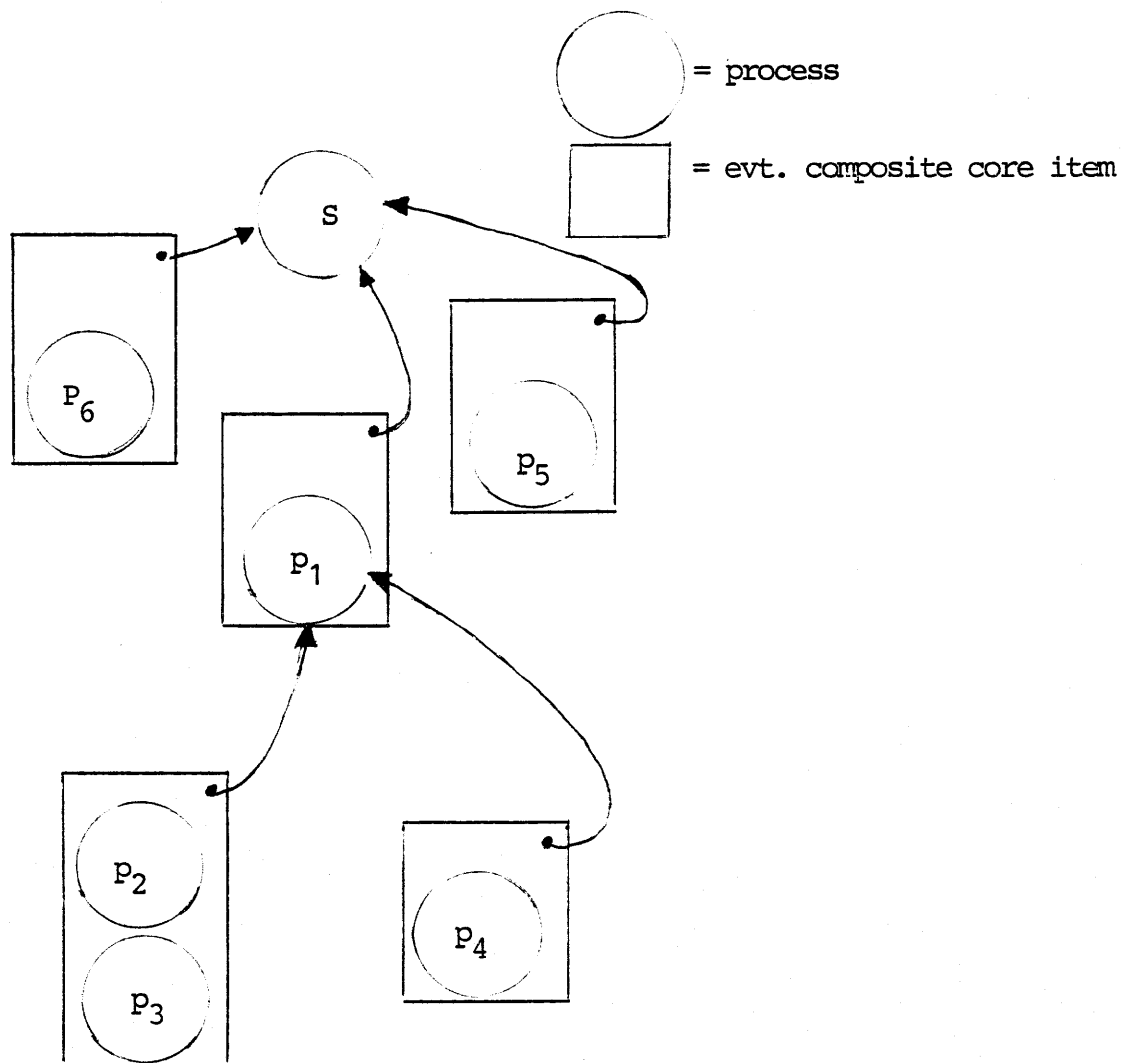 = process
= evt. composite core item
S
P6
p5
p1
p2
p4
p3